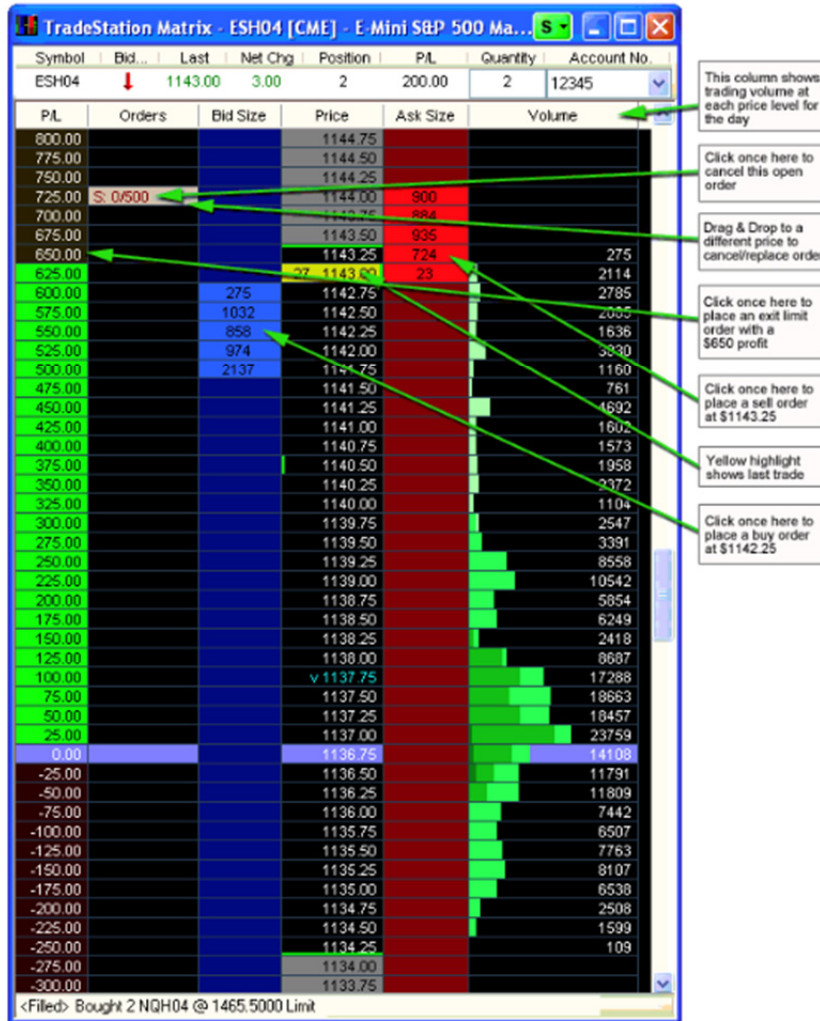 TradeStation Matrix - ESH04 [CME] - E-Mini S&P 500 Ma... S
Symbol Bid... Last Net Chg Position P/L Quantity Account No.
ESH04 1143.00 3.00 2 200.00 2 12345
P/L Orders Bid Size Price Ask Size Volume
800.00 1144.75
775.00 1144.50
750.00 1144.25
725.00 S: 0/500 1144.00 900
700.00 884
675.00 1143.50 935
650.00 1143.25 724 275
625.00 27 1143.00 23 2114
600.00 275 1142.75 2785
575.00 1032 1142.50
550.00 858 1142.25 1636
525.00 974 1142.00 3830
500.00 2137 1141.75 1160
475.00 1141.50 761
450.00 1141.25 4692
425.00 1141.00 1602
400.00 1140.75 1573
375.00 1140.50 1958
350.00 1140.25 2372
325.00 1140.00 1104
300.00 1139.75 2547
275.00 1139.50 3391
250.00 1139.25 8558
225.00 1139.00 10542
200.00 1138.75 5854
175.00 1138.50 6249
150.00 1138.25 2418
125.00 1138.00 8687
100.00 v 1137.75 17288
75.00 1137.50 18663
50.00 1137.25 18457
25.00 1137.00 23759
0.00 1136.75 14108
-25.00 1136.50 11791
-50.00 1136.25 11809
-75.00 1136.00 7442
-100.00 1135.75 6507
-125.00 1135.50 7763
-150.00 1135.25 8107
-175.00 1135.00 6538
-200.00 1134.75 2508
-225.00 1134.50 1599
-250.00 1134.25 109
-275.00 1134.00
-300.00 1133.75
<Filled> Bought 2 NQH04 @ 1465.5000 Limit
This column shows
trading volume at
each price level for
the day
Click once here to
cancel this open
order
Drag & Drop to a
different price to
cancel/replace order
Click once here to
place an exit limit
order with a
$650 profit
Click once here to
place a sell order
at $1143.25
Yellow highlight
shows last trade
Click once here to
place a buy order
at $1142.25